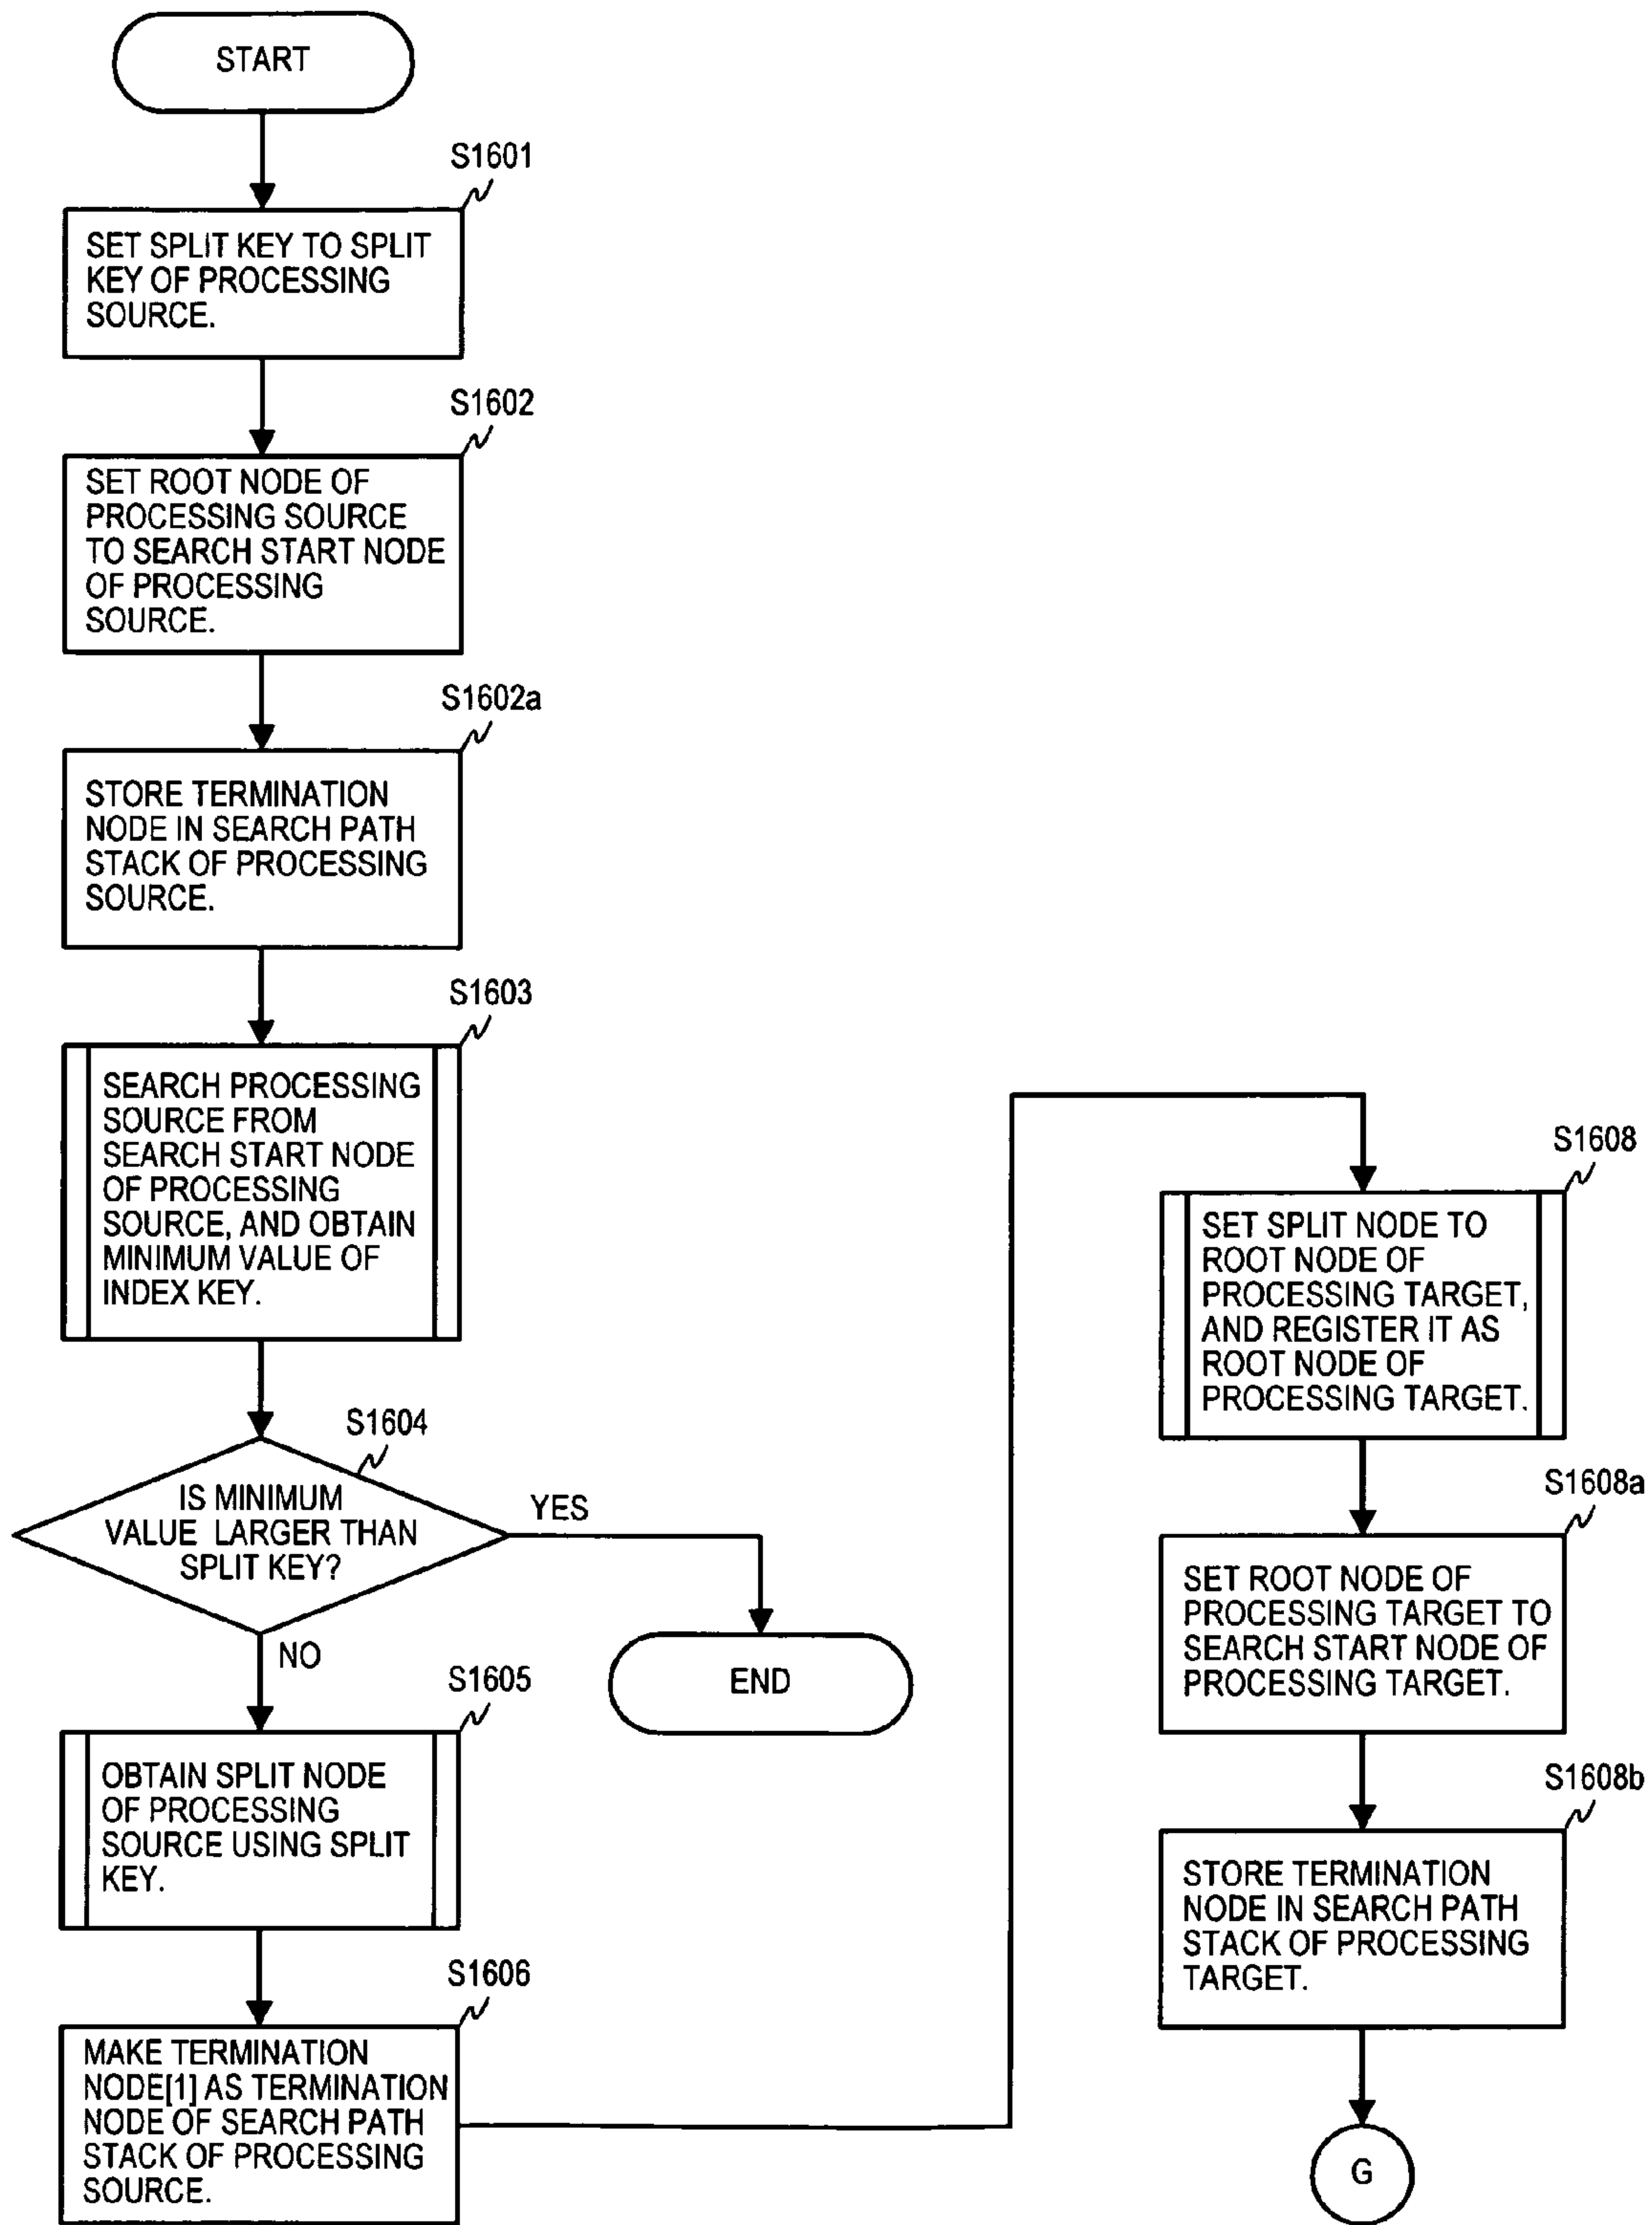 START
S1601
SET SPLIT KEY TO SPLIT
KEY OF PROCESSING
SOURCE.
S1602
SET ROOT NODE OF
PROCESSING SOURCE
TO SEARCH START NODE
OF PROCESSING
SOURCE.
S1602a
STORE TERMINATION
NODE IN SEARCH PATH
STACK OF PROCESSING
SOURCE.
S1603
SEARCH PROCESSING
SOURCE FROM
SEARCH START NODE
OF PROCESSING
SOURCE, AND OBTAIN
MINIMUM VALUE OF
INDEX KEY.
S1604
IS MINIMUM
VALUE LARGER THAN
SPLIT KEY?
YES
END
NO
S1605
OBTAIN SPLIT NODE
OF PROCESSING
SOURCE USING SPLIT
KEY.
S1606
MAKE TERMINATION
NODE[1] AS TERMINATION
NODE OF SEARCH PATH
STACK OF PROCESSING
SOURCE.
S1608
SET SPLIT NODE TO
ROOT NODE OF
PROCESSING TARGET,
AND REGISTER IT AS
ROOT NODE OF
PROCESSING TARGET.
S1608a
SET ROOT NODE OF
PROCESSING TARGET TO
SEARCH START NODE OF
PROCESSING TARGET.
S1608b
STORE TERMINATION
NODE IN SEARCH PATH
STACK OF PROCESSING
TARGET.
G